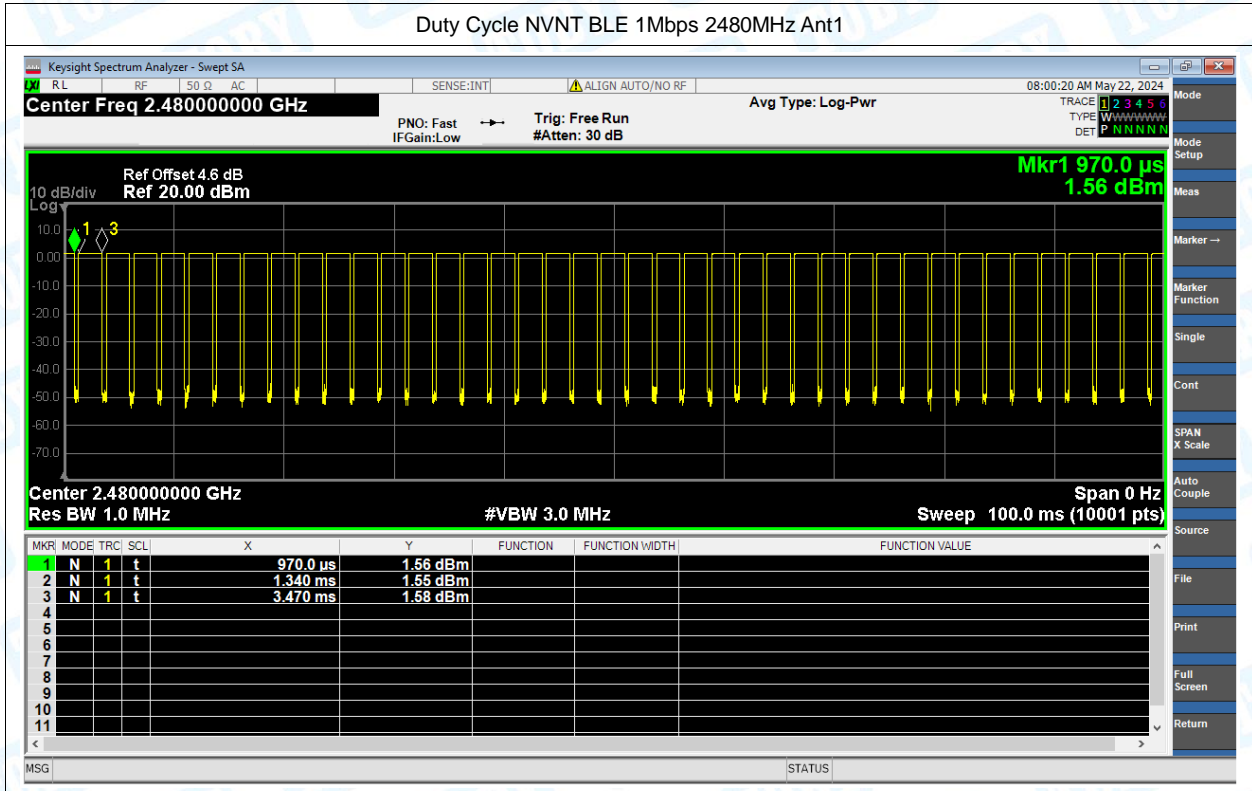 Duty Cycle NVNT BLE 1Mbps 2480MHz Ant1
Keysight Spectrum Analyzer - Swept SA
LXI RL RF 50 Ω AC SENSE:INT ALIGN AUTO/NO RF 08:00:20 AM May 22, 2024
Center Freq 2.480000000 GHz Avg Type: Log-Pwr TRACE 1 2 3 4 5 6
PNO: Fast Trig: Free Run TYPE W W W W W W
IFGain:Low #Atten: 30 dB DET P N N N N N
Mkr1 970.0 µs
1.56 dBm
Ref Offset 4.6 dB
10 dB/div Ref 20.00 dBm
Log
10.0
0.00
-10.0
-20.0
-30.0
-40.0
-50.0
-60.0
-70.0
1 3
Center 2.480000000 GHz Span 0 Hz
Res BW 1.0 MHz #VBW 3.0 MHz Sweep 100.0 ms (10001 pts)
MKR MODE TRC SCL X Y FUNCTION FUNCTION WIDTH FUNCTION VALUE
1 N 1 t 970.0 µs 1.56 dBm
2 N 1 t 1.340 ms 1.55 dBm
3 N 1 t 3.470 ms 1.58 dBm
4
5
6
7
8
9
10
11
MSG STATUS
Mode
Mode
Setup
Meas
Marker →
Marker
Function
Single
Cont
SPAN
X Scale
Auto
Couple
Source
File
Print
Full
Screen
Return